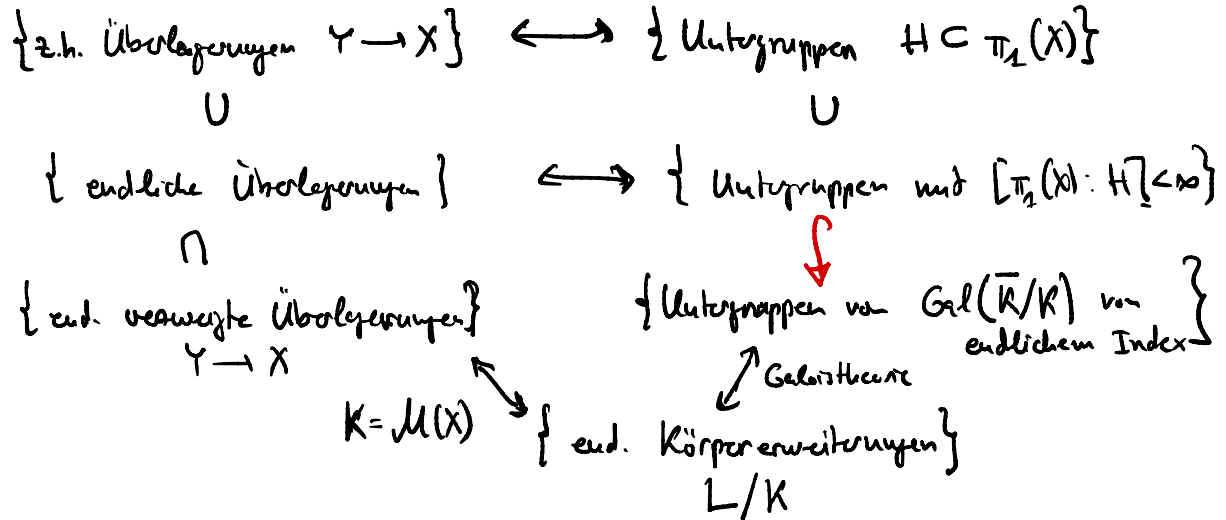 {z.h. Überlagerungen Y → X} ↔ {Untergruppen H ⊂ π₁(X)}
∪ ∪
{endliche Überlagerungen} ↔ {Untergruppen mit [π₁(X) : H] < ∞}
∩
{end. verzweigte Überlagerungen} {Untergruppen von Gal(K̄/K) von
Y → X endlichem Index}
Galoistheorie
K = M(X) {end. Körpererweiterungen}
L/K